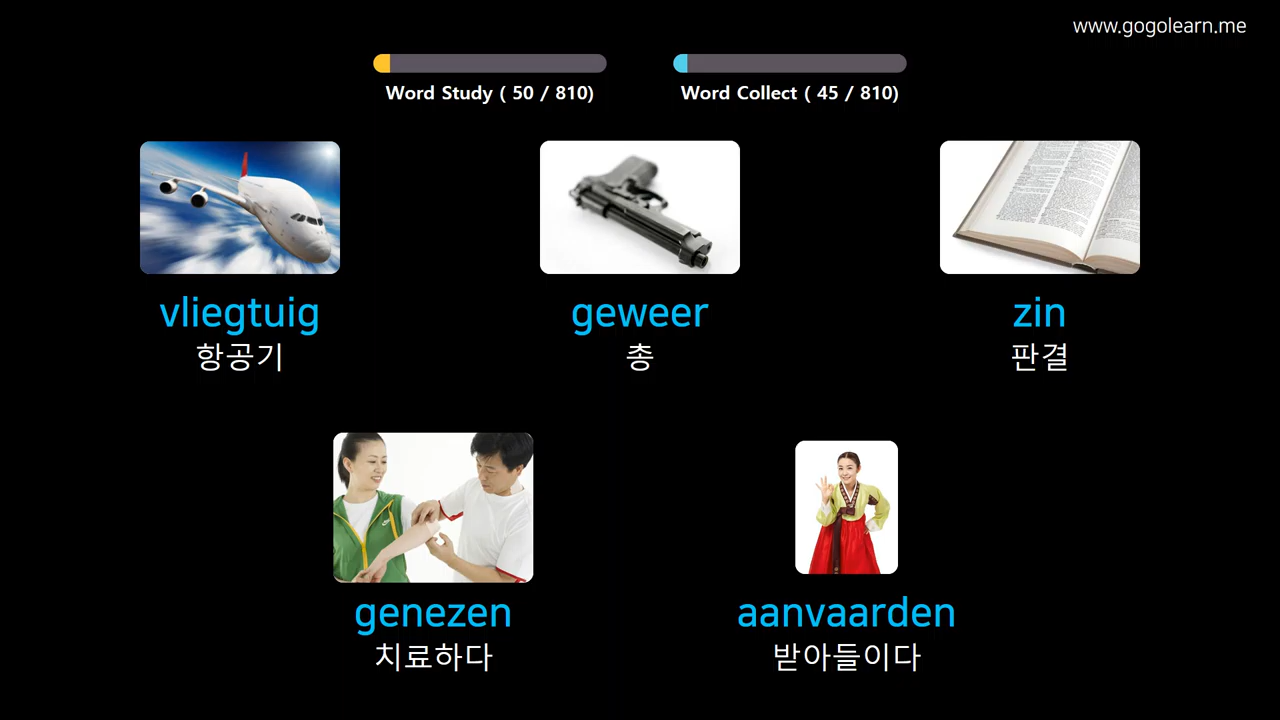 www.gogolearn.me
Word Study ( 50 / 810)
Word Collect ( 45 / 810)
vliegtuig
항공기
geweer
총
zin
판결
genezen
치료하다
aanvaarden
받아들이다